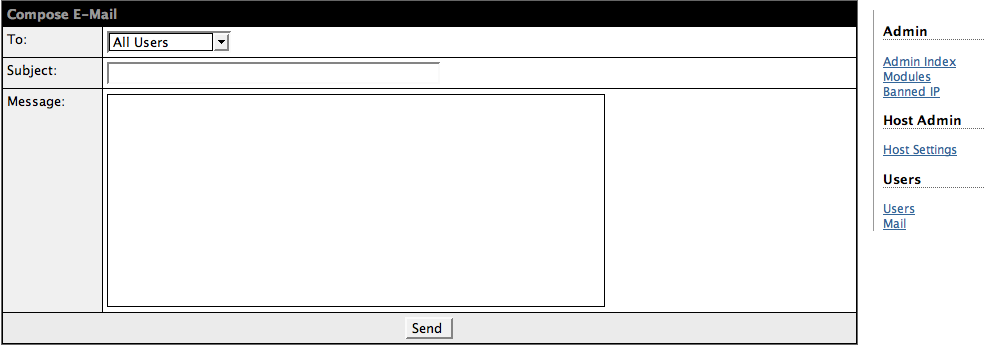 Compose E-Mail
To:
All Users
Subject:
Message:
Send
Admin
Admin Index
Modules
Banned IP
Host Admin
Host Settings
Users
Users
Mail